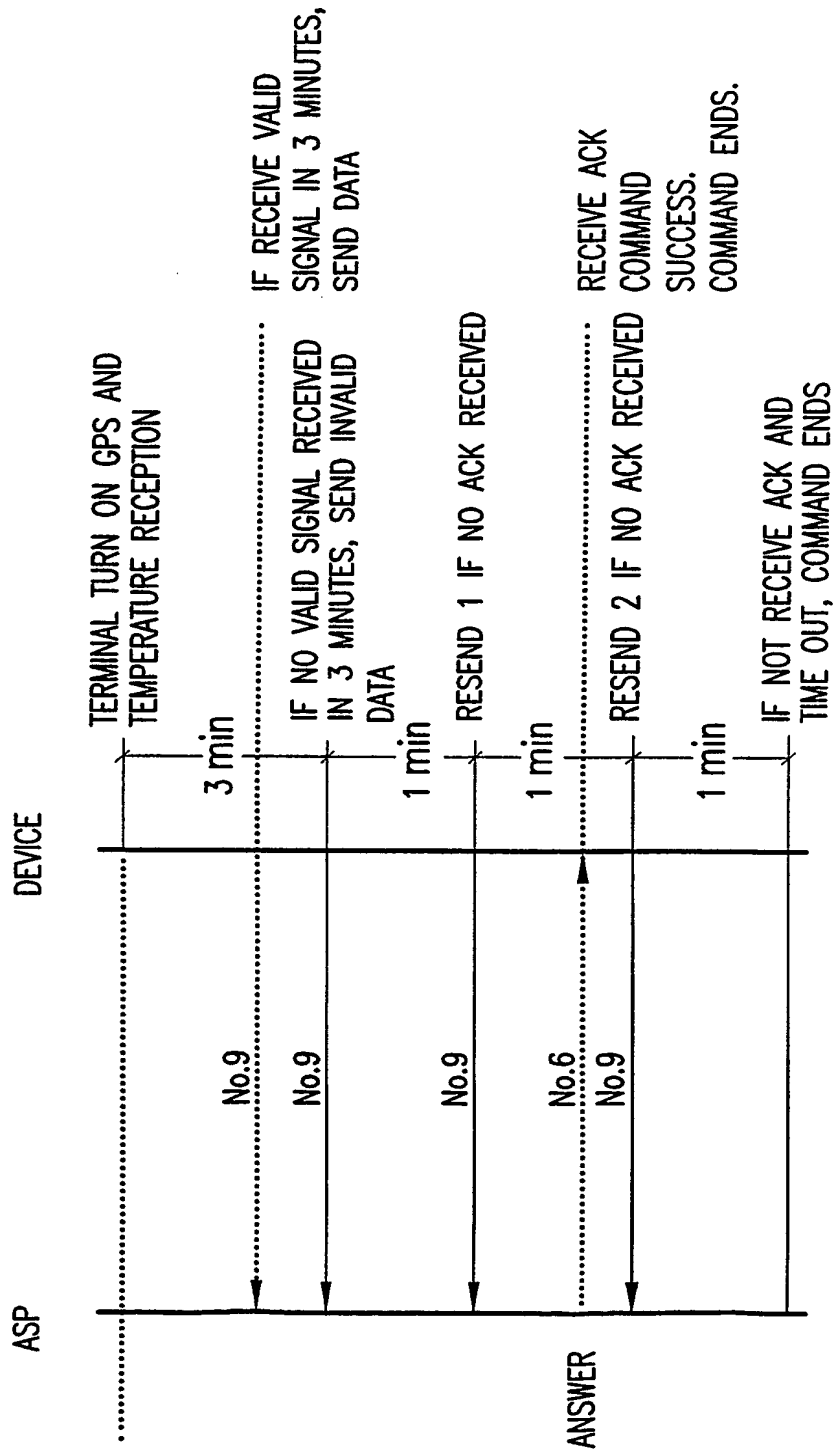 ASP
DEVICE
TERMINAL TURN ON GPS AND
TEMPERATURE RECEPTION
3 min
No.9
IF RECEIVE VALID
SIGNAL IN 3 MINUTES,
SEND DATA
No.9
IF NO VALID SIGNAL RECEIVED
IN 3 MINUTES, SEND INVALID
DATA
1 min
No.9
RESEND 1 IF NO ACK RECEIVED
1 min
ANSWER
No.6
RECEIVE ACK
COMMAND
SUCCESS.
COMMAND ENDS.
No.9
RESEND 2 IF NO ACK RECEIVED
1 min
IF NOT RECEIVE ACK AND
TIME OUT, COMMAND ENDS